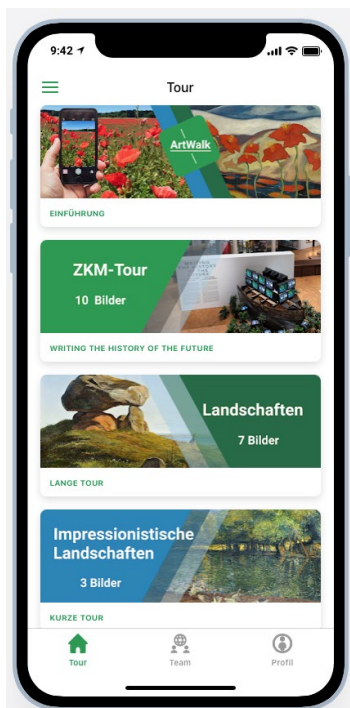 9:42
Tour
ArtWalk
EINFÜHRUNG
ZKM-Tour
10 Bilder
WRITING THE HISTORY OF THE FUTURE
Landschaften
7 Bilder
LANGE TOUR
Impressionistische
Landschaften
3 Bilder
KURZE TOUR
Tour
Team
Profil